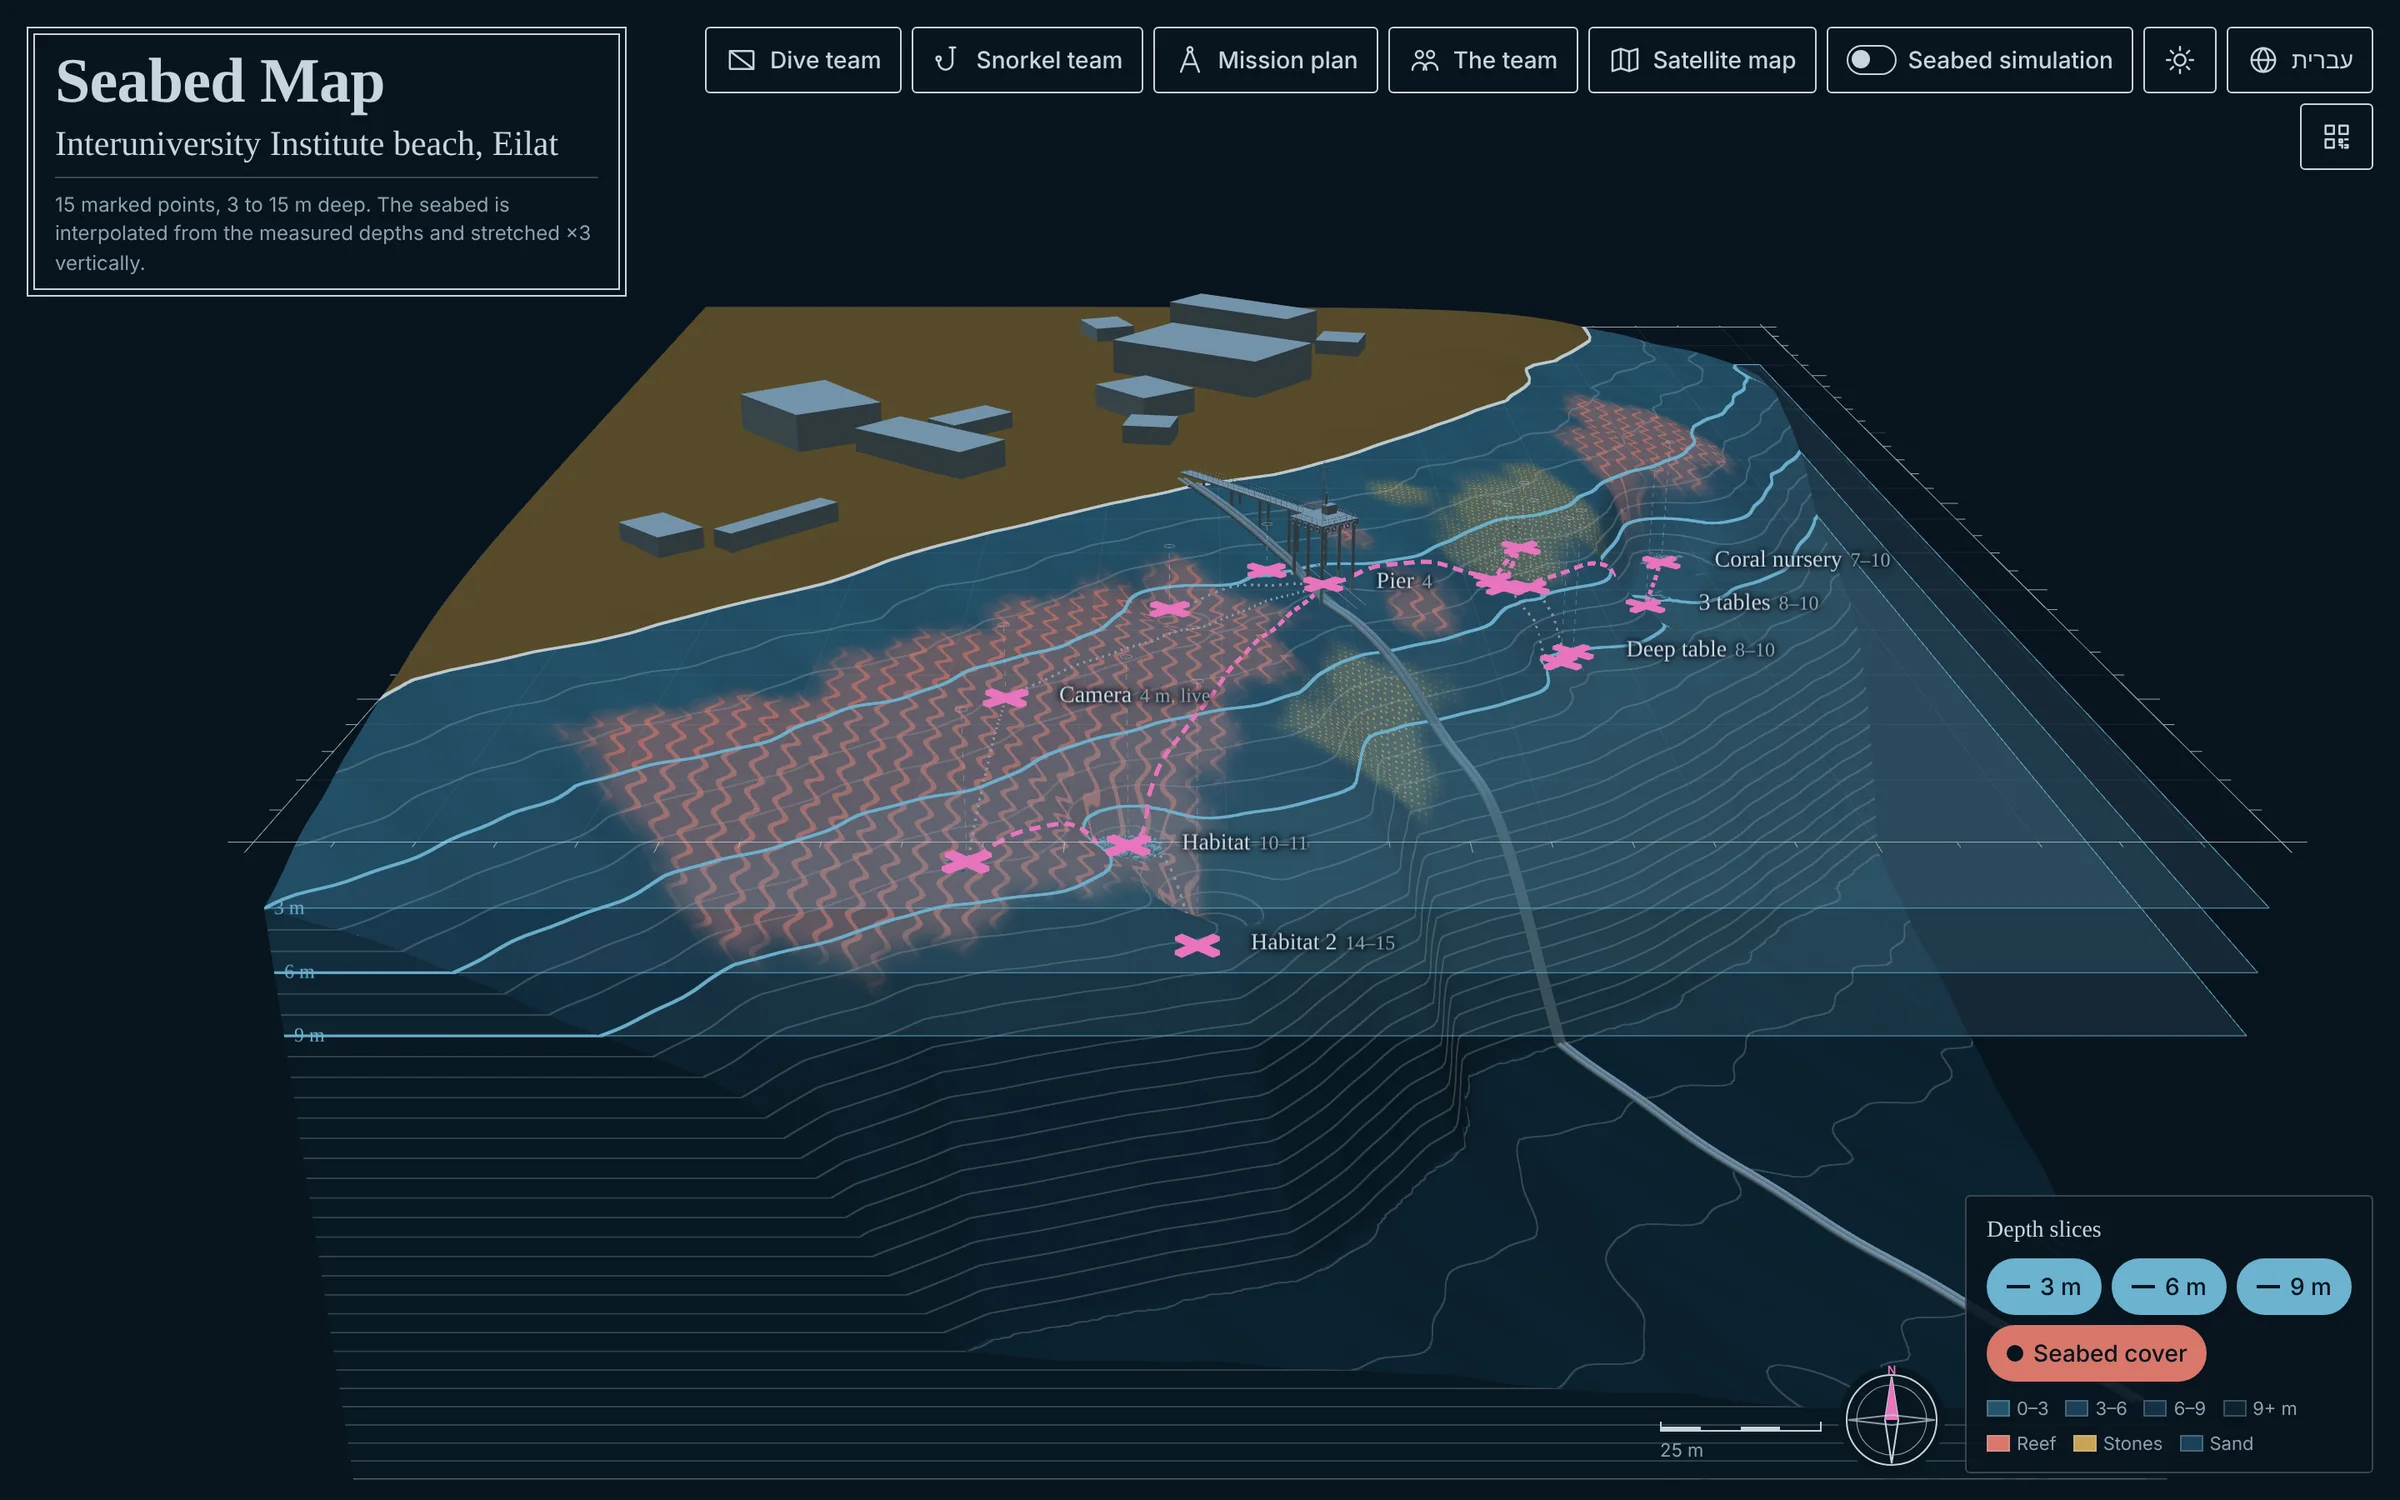 Seabed Map
Interuniversity Institute beach, Eilat
15 marked points, 3 to 15 m deep. The seabed is
interpolated from the measured depths and stretched ×3
vertically.
Dive team
Snorkel team
Mission plan
The team
Satellite map
Seabed simulation
עברית
Coral nursery 7–10
Pier 4
3 tables 8–10
Deep table 8–10
Camera 4 m, live
Habitat 10–11
3 m
Habitat 2 14–15
6 m
9 m
Depth slices
3 m
6 m
9 m
Seabed cover
0–3
3–6
6–9
9+ m
Reef
Stones
Sand
N
25 m